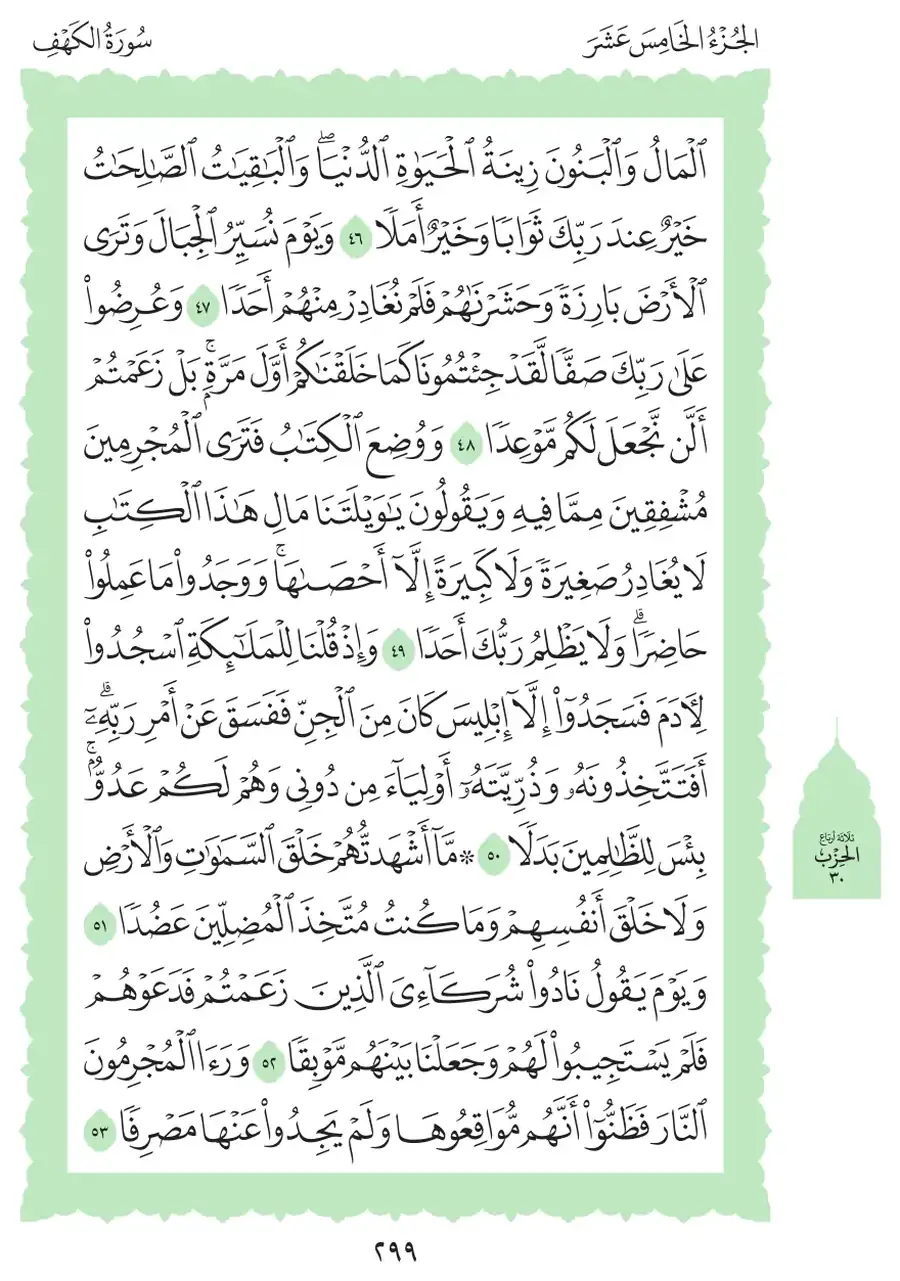 الجُزْءُ الخَامِسَ عَشَرَ
سُورَةُ الكَهْفِ
ٱلْمَالُ وَٱلْبَنُونَ زِينَةُ ٱلْحَيَوٰةِ ٱلدُّنْيَاۖ وَٱلْبَٰقِيَٰتُ ٱلصَّٰلِحَٰتُ
خَيْرٌ عِندَ رَبِّكَ ثَوَابًا وَخَيْرٌ أَمَلًا ٤٦ وَيَوْمَ نُسَيِّرُ ٱلْجِبَالَ وَتَرَى
ٱلْأَرْضَ بَارِزَةً وَحَشَرْنَٰهُمْ فَلَمْ نُغَادِرْ مِنْهُمْ أَحَدًا ٤٧ وَعُرِضُوا۟
عَلَىٰ رَبِّكَ صَفًّا لَّقَدْ جِئْتُمُونَا كَمَا خَلَقْنَٰكُمْ أَوَّلَ مَرَّةٍۭۚ بَلْ زَعَمْتُمْ
أَلَّن نَّجْعَلَ لَكُم مَّوْعِدًا ٤٨ وَوُضِعَ ٱلْكِتَٰبُ فَتَرَى ٱلْمُجْرِمِينَ
مُشْفِقِينَ مِمَّا فِيهِ وَيَقُولُونَ يَٰوَيْلَتَنَا مَالِ هَٰذَا ٱلْكِتَٰبِ
لَا يُغَادِرُ صَغِيرَةً وَلَا كَبِيرَةً إِلَّآ أَحْصَىٰهَاۚ وَوَجَدُوا۟ مَا عَمِلُوا۟
حَاضِرًاۗ وَلَا يَظْلِمُ رَبُّكَ أَحَدًا ٤٩ وَإِذْ قُلْنَا لِلْمَلَٰٓئِكَةِ ٱسْجُدُوا۟
لِءَادَمَ فَسَجَدُوٓا۟ إِلَّآ إِبْلِيسَ كَانَ مِنَ ٱلْجِنِّ فَفَسَقَ عَنْ أَمْرِ رَبِّهِۦٓۗ
أَفَتَتَّخِذُونَهُۥ وَذُرِّيَّتَهُۥٓ أَوْلِيَآءَ مِن دُونِى وَهُمْ لَكُمْ عَدُوٌّۢۚ
بِئْسَ لِلظَّٰلِمِينَ بَدَلًا ٥٠ *مَّآ أَشْهَدتُّهُمْ خَلْقَ ٱلسَّمَٰوَٰتِ وَٱلْأَرْضِ
وَلَا خَلْقَ أَنفُسِهِمْ وَمَا كُنتُ مُتَّخِذَ ٱلْمُضِلِّينَ عَضُدًا ٥١
وَيَوْمَ يَقُولُ نَادُوا۟ شُرَكَآءِىَ ٱلَّذِينَ زَعَمْتُمْ فَدَعَوْهُمْ
فَلَمْ يَسْتَجِيبُوا۟ لَهُمْ وَجَعَلْنَا بَيْنَهُم مَّوْبِقًا ٥٢ وَرَءَا ٱلْمُجْرِمُونَ
ٱلنَّارَ فَظَنُّوٓا۟ أَنَّهُم مُّوَاقِعُوهَا وَلَمْ يَجِدُوا۟ عَنْهَا مَصْرِفًا ٥٣
ثلاثة أرباع
الحزب
٣٠
٢٩٩